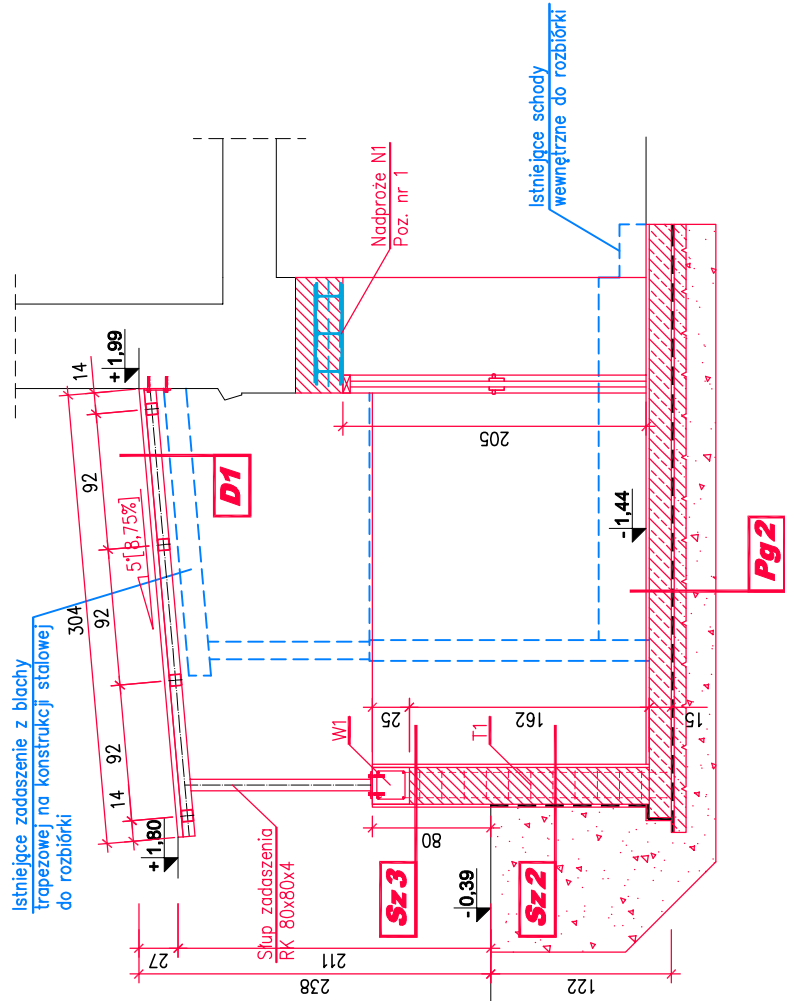 Istniejące zadaszenie z blachy
trapezowej na konstrukcji stalowej
do rozbiórki
Istniejące schody
wewnętrzne do rozbiórki
Nadproże N1
Poz. nr 1
+1,99
14
92
304
92
92
14
5°[8,75%]
D1
+1,80
Słup zadaszenia
RK 80x80x4
27
211
238
122
W1
25
T1
162
15
80
205
-1,44
-0,39
Sz3
Sz2
Pg2